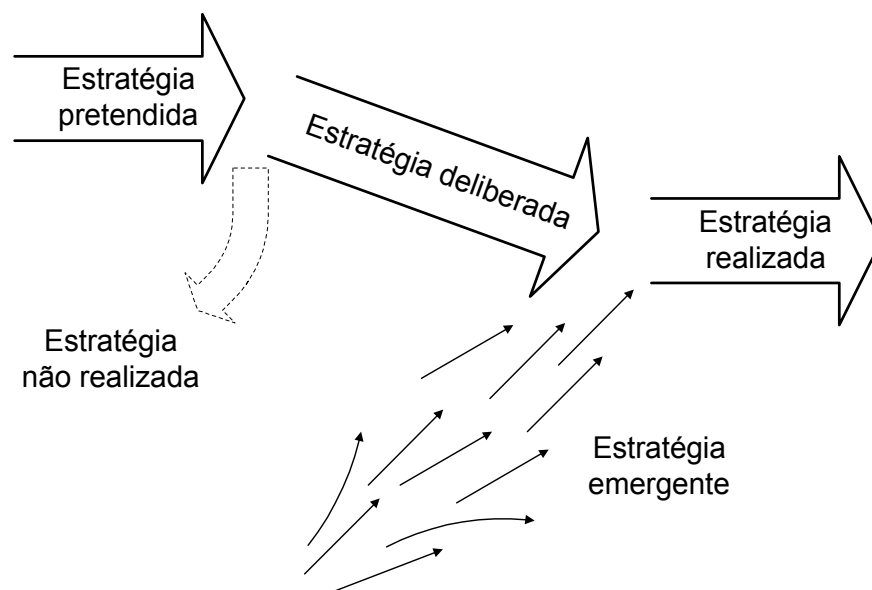 Estratégia
pretendida
Estratégia deliberada
Estratégia
realizada
Estratégia
não realizada
Estratégia
emergente